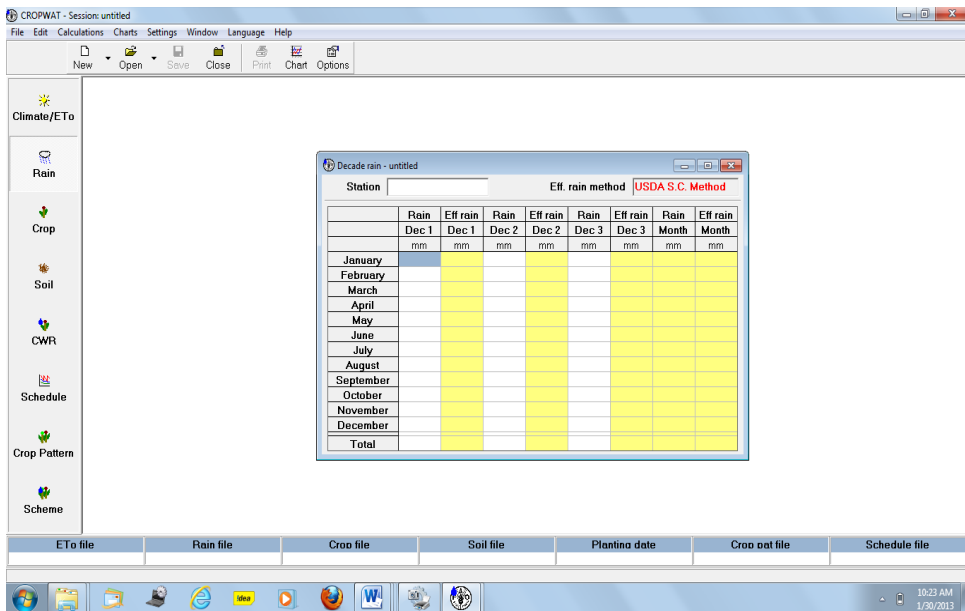 CROPWAT - Session: untitled
File Edit Calculations Charts Settings Window Language Help
New Open Save Close Print Chart Options
Climate/ETo
Rain
Crop
Soil
CWR
Schedule
Crop Pattern
Scheme
Decade rain - untitled
Station Eff. rain method USDA S.C. Method
Rain Eff rain Rain Eff rain Rain Eff rain Rain Eff rain
Dec 1 Dec 1 Dec 2 Dec 2 Dec 3 Dec 3 Month Month
mm mm mm mm mm mm mm mm
January
February
March
April
May
June
July
August
September
October
November
December
Total
ETo file Rain file Crop file Soil file Planting date Crop pat file Schedule file
!dea
W
10:23 AM
1/30/2013